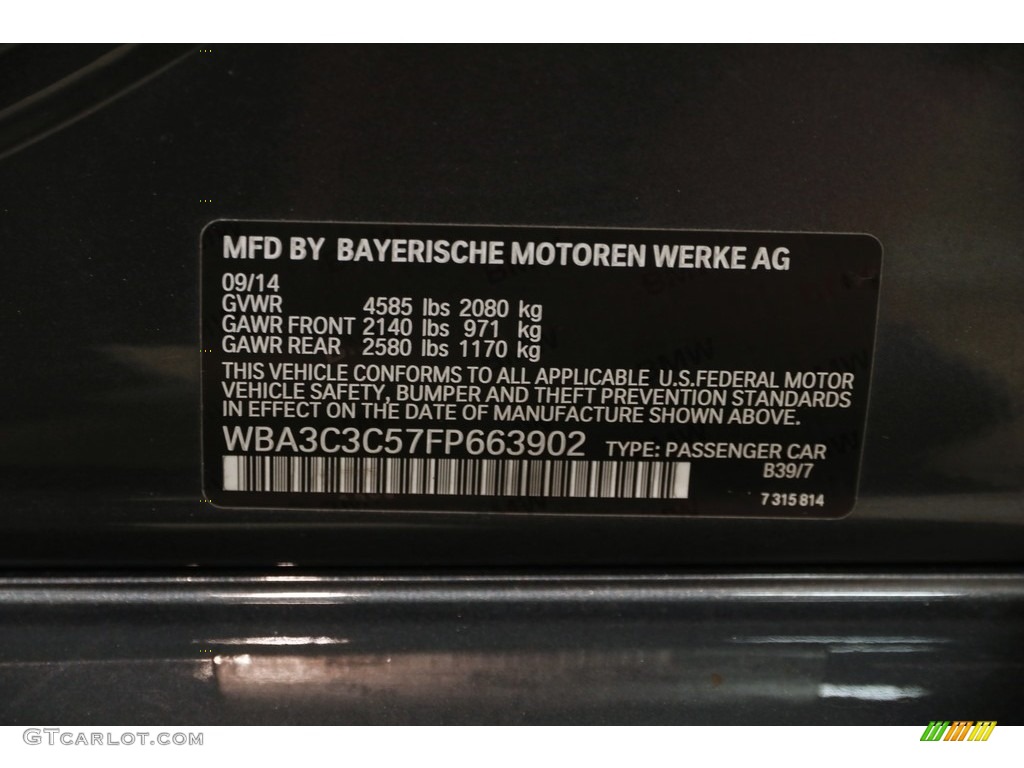 MFD BY BAYERISCHE MOTOREN WERKE AG
09/14
GVWR 4585 lbs 2080 kg
GAWR FRONT 2140 lbs 971 kg
GAWR REAR 2580 lbs 1170 kg
THIS VEHICLE CONFORMS TO ALL APPLICABLE U.S.FEDERAL MOTOR
VEHICLE SAFETY, BUMPER AND THEFT PREVENTION STANDARDS
IN EFFECT ON THE DATE OF MANUFACTURE SHOWN ABOVE.
WBA3C3C57FP663902 TYPE: PASSENGER CAR
B39/7
7 315 814
GTcarlot.com